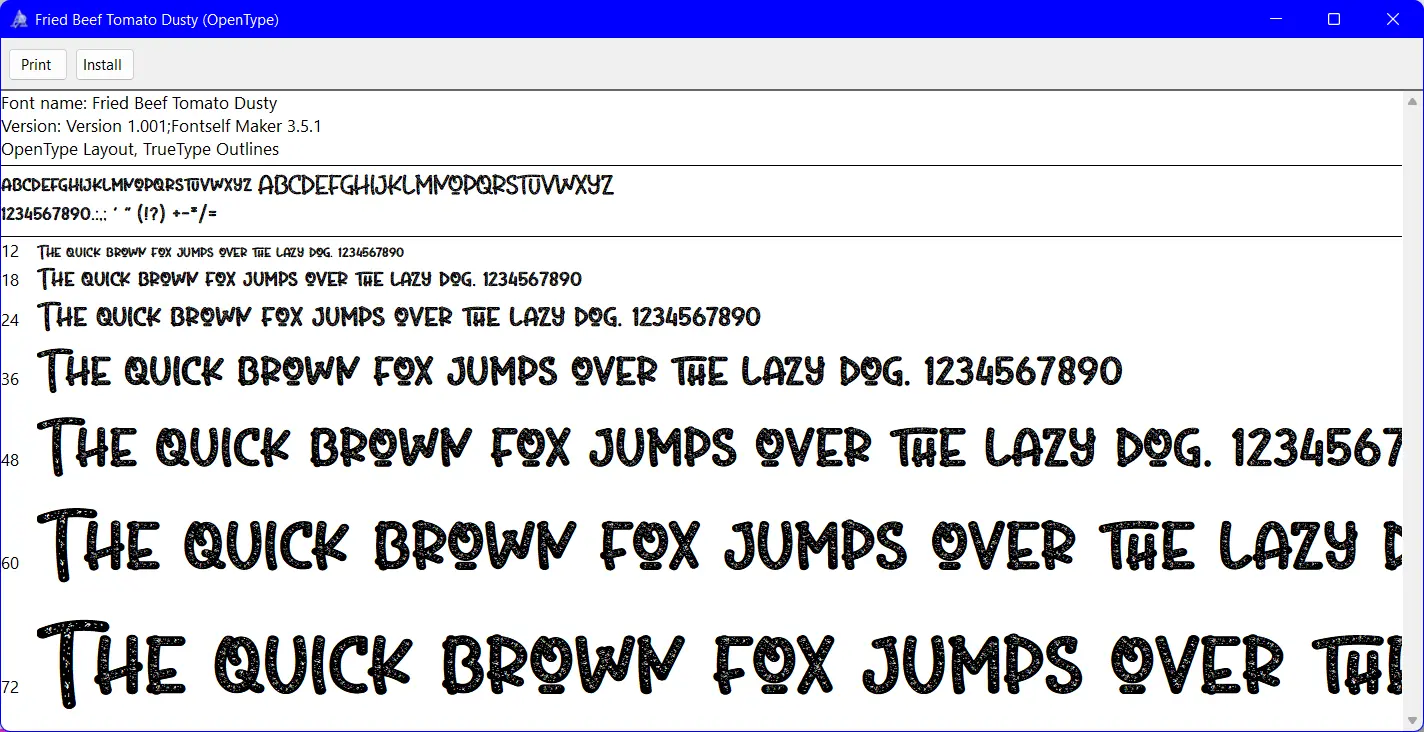 Fried Beef Tomato Dusty (OpenType)
Print Install
Font name: Fried Beef Tomato Dusty
Version: Version 1.001;Fontself Maker 3.5.1
OpenType Layout, TrueType Outlines
ABCDEFGHIJKLMNOPQRSTUVWXYZ ABCDEFGHIJKLMNOPQRSTUVWXYZ
1234567890.:,; ' " (!?) +-*/=
12 The quick brown fox jumps over the lazy dog. 1234567890
18 The quick brown fox jumps over the lazy dog. 1234567890
24 The quick brown fox jumps over the lazy dog. 1234567890
36 The quick brown fox jumps over the lazy dog. 1234567890
48 The quick brown fox jumps over the lazy dog. 1234567
60 The quick brown fox jumps over the lazy
72 The quick brown fox jumps over